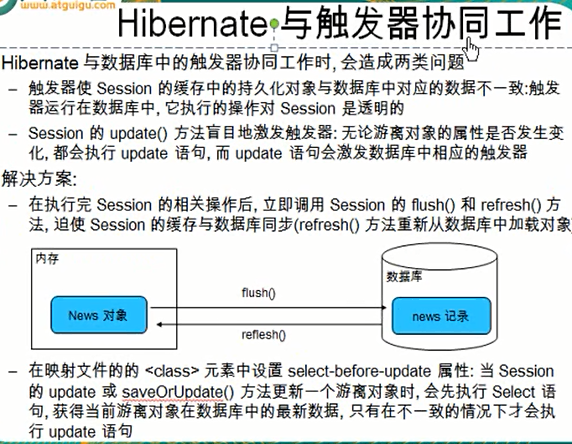 www.atguigu.com
Hibernate 与触发器协同工作
Hibernate 与数据库中的触发器协同工作时, 会造成两类问题
– 触发器使 Session 的缓存中的持久化对象与数据库中对应的数据不一致:触发
器运行在数据库中, 它执行的操作对 Session 是透明的
– Session 的 update() 方法盲目地激发触发器: 无论游离对象的属性是否发生变
化, 都会执行 update 语句, 而 update 语句会激发数据库中相应的触发器
解决方案:
– 在执行完 Session 的相关操作后, 立即调用 Session 的 flush() 和 refresh() 方
法, 迫使 Session 的缓存与数据库同步(refresh() 方法重新从数据库中加载对象
内存
数据库
News 对象
flush()
reflesh()
news 记录
– 在映射文件的的 <class> 元素中设置 select-before-update 属性: 当 Session
的 update 或 saveOrUpdate() 方法更新一个游离对象时, 会先执行 Select 语
句, 获得当前游离对象在数据库中的最新数据, 只有在不一致的情况下才会执
行 update 语句